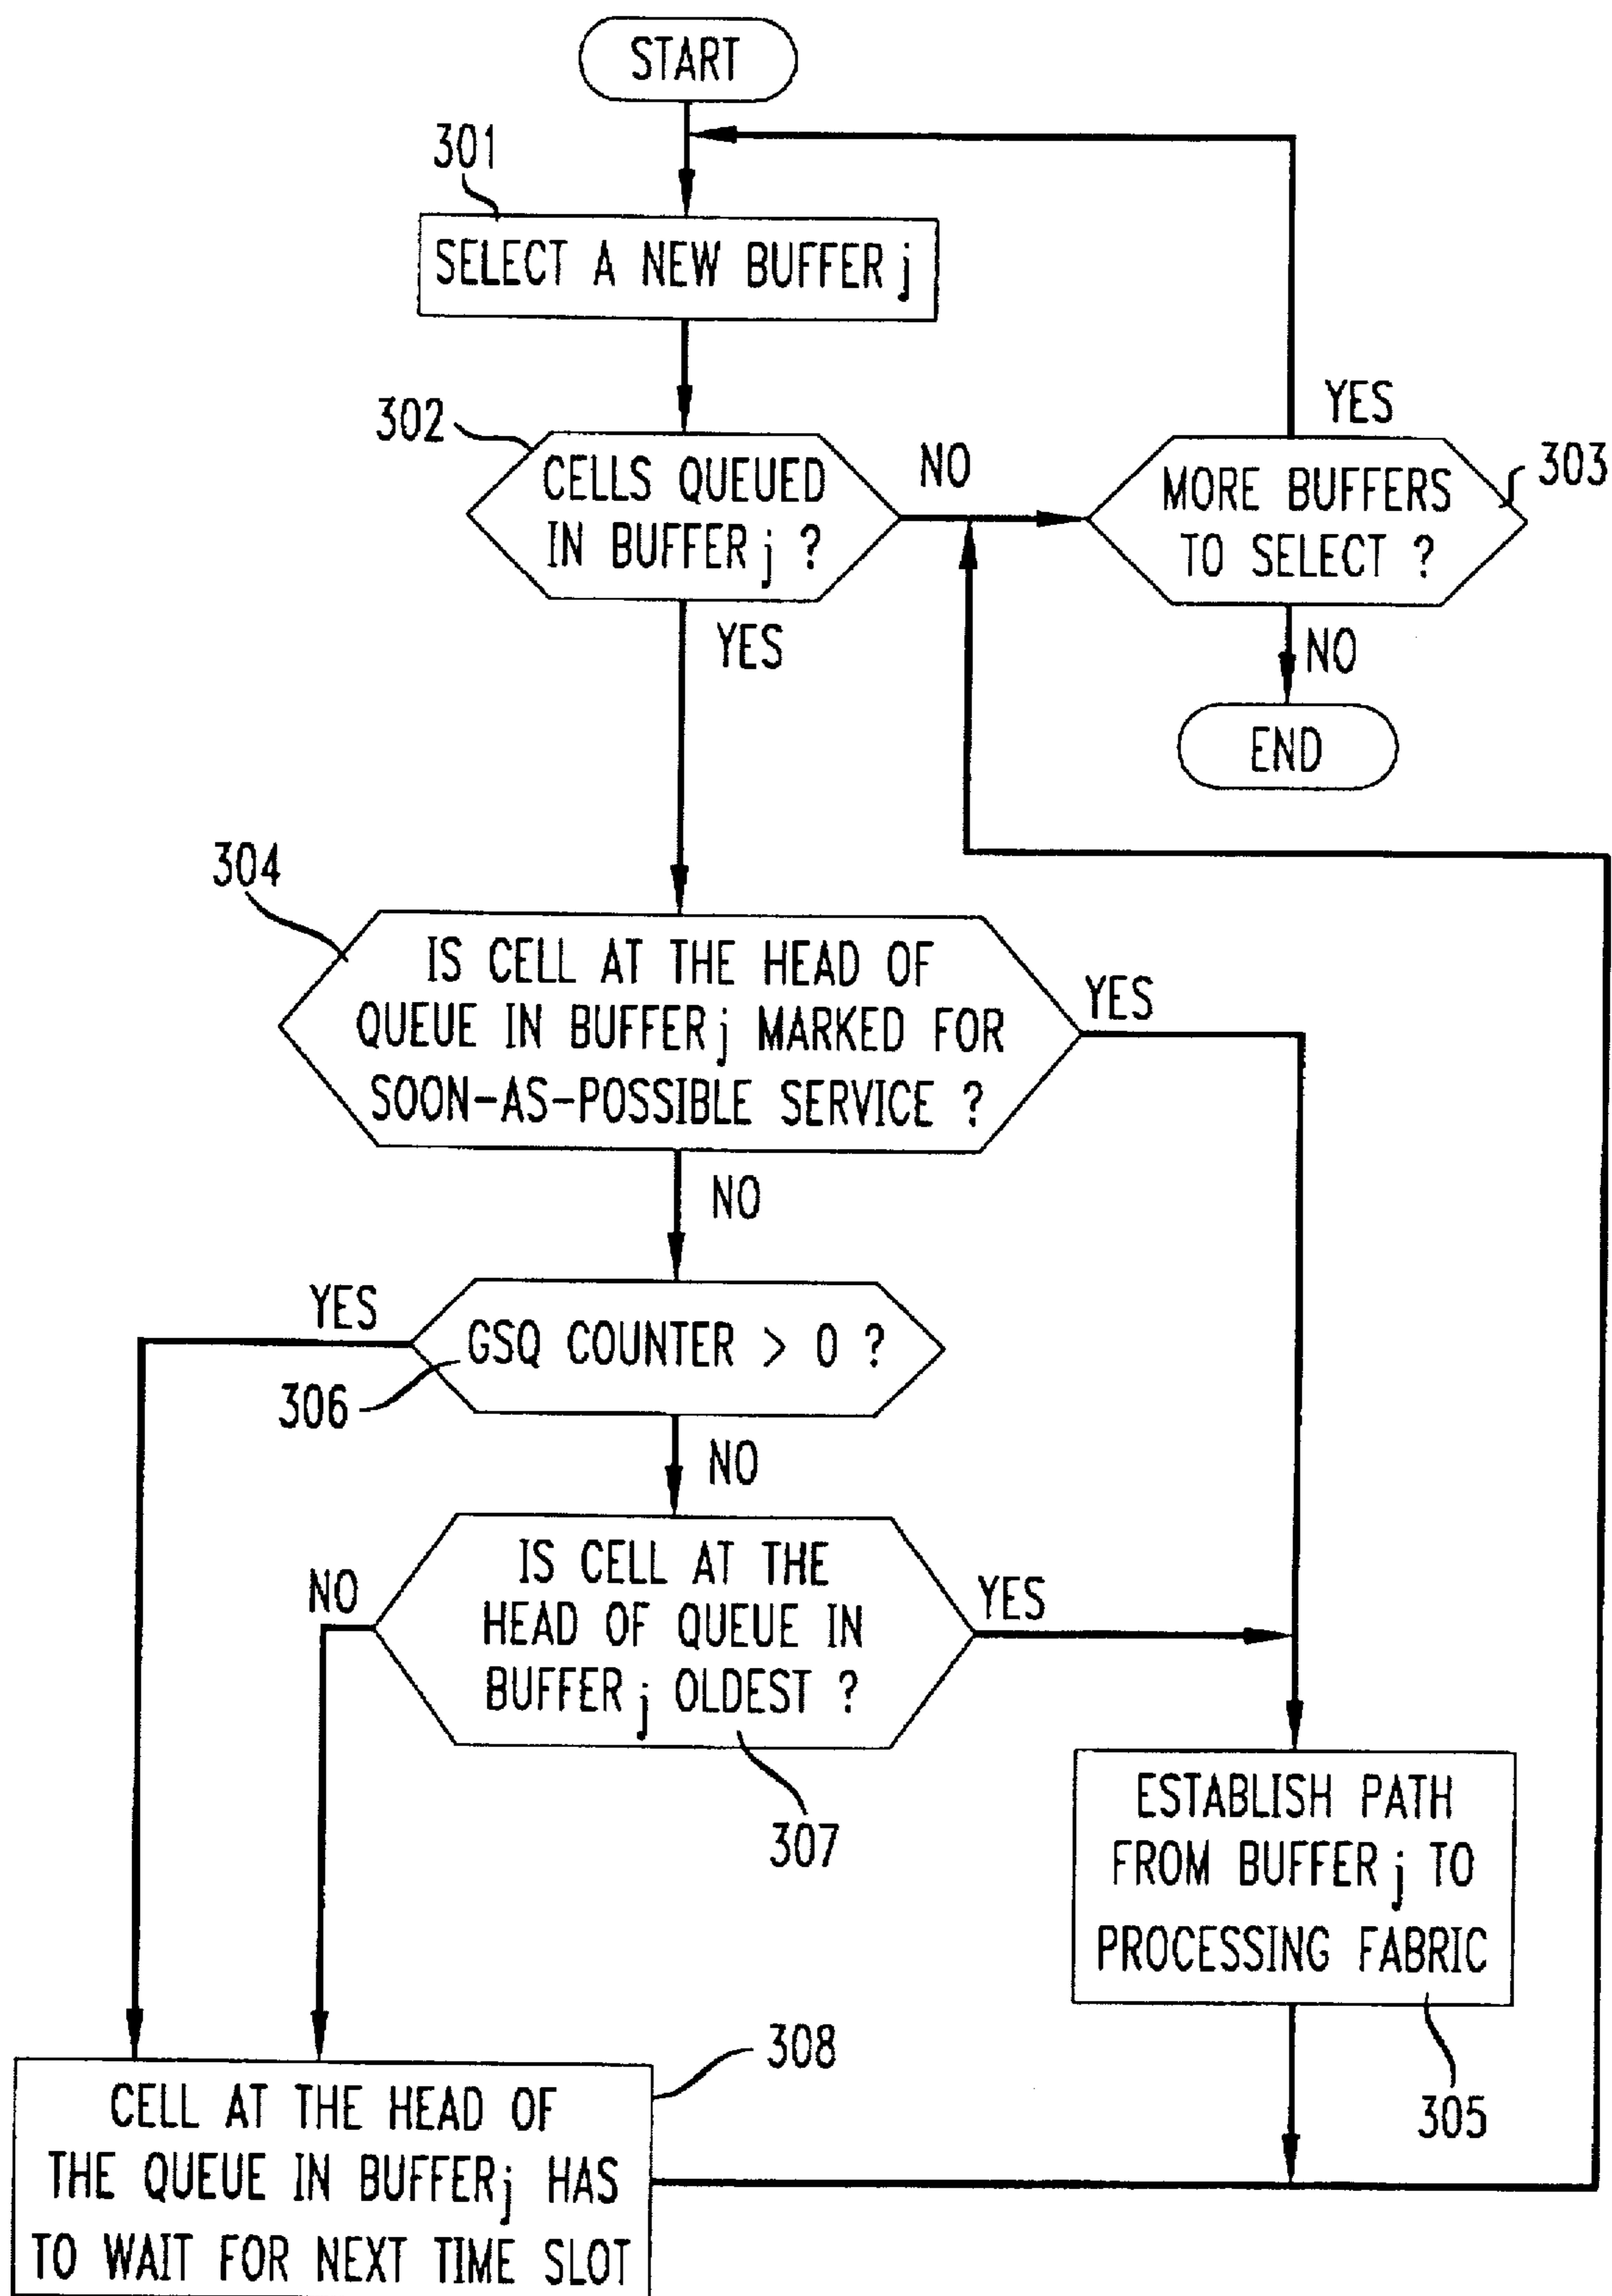 START
301
SELECT A NEW BUFFER j
302
CELLS QUEUED
IN BUFFER j ?
NO
YES
MORE BUFFERS
TO SELECT ?
303
YES
NO
END
304
IS CELL AT THE HEAD OF
QUEUE IN BUFFER j MARKED FOR
SOON-AS-POSSIBLE SERVICE ?
YES
NO
YES
GSQ COUNTER > 0 ?
306
NO
NO
IS CELL AT THE
HEAD OF QUEUE IN
BUFFER j OLDEST ?
YES
307
ESTABLISH PATH
FROM BUFFER j TO
PROCESSING FABRIC
305
308
CELL AT THE HEAD OF
THE QUEUE IN BUFFER j HAS
TO WAIT FOR NEXT TIME SLOT